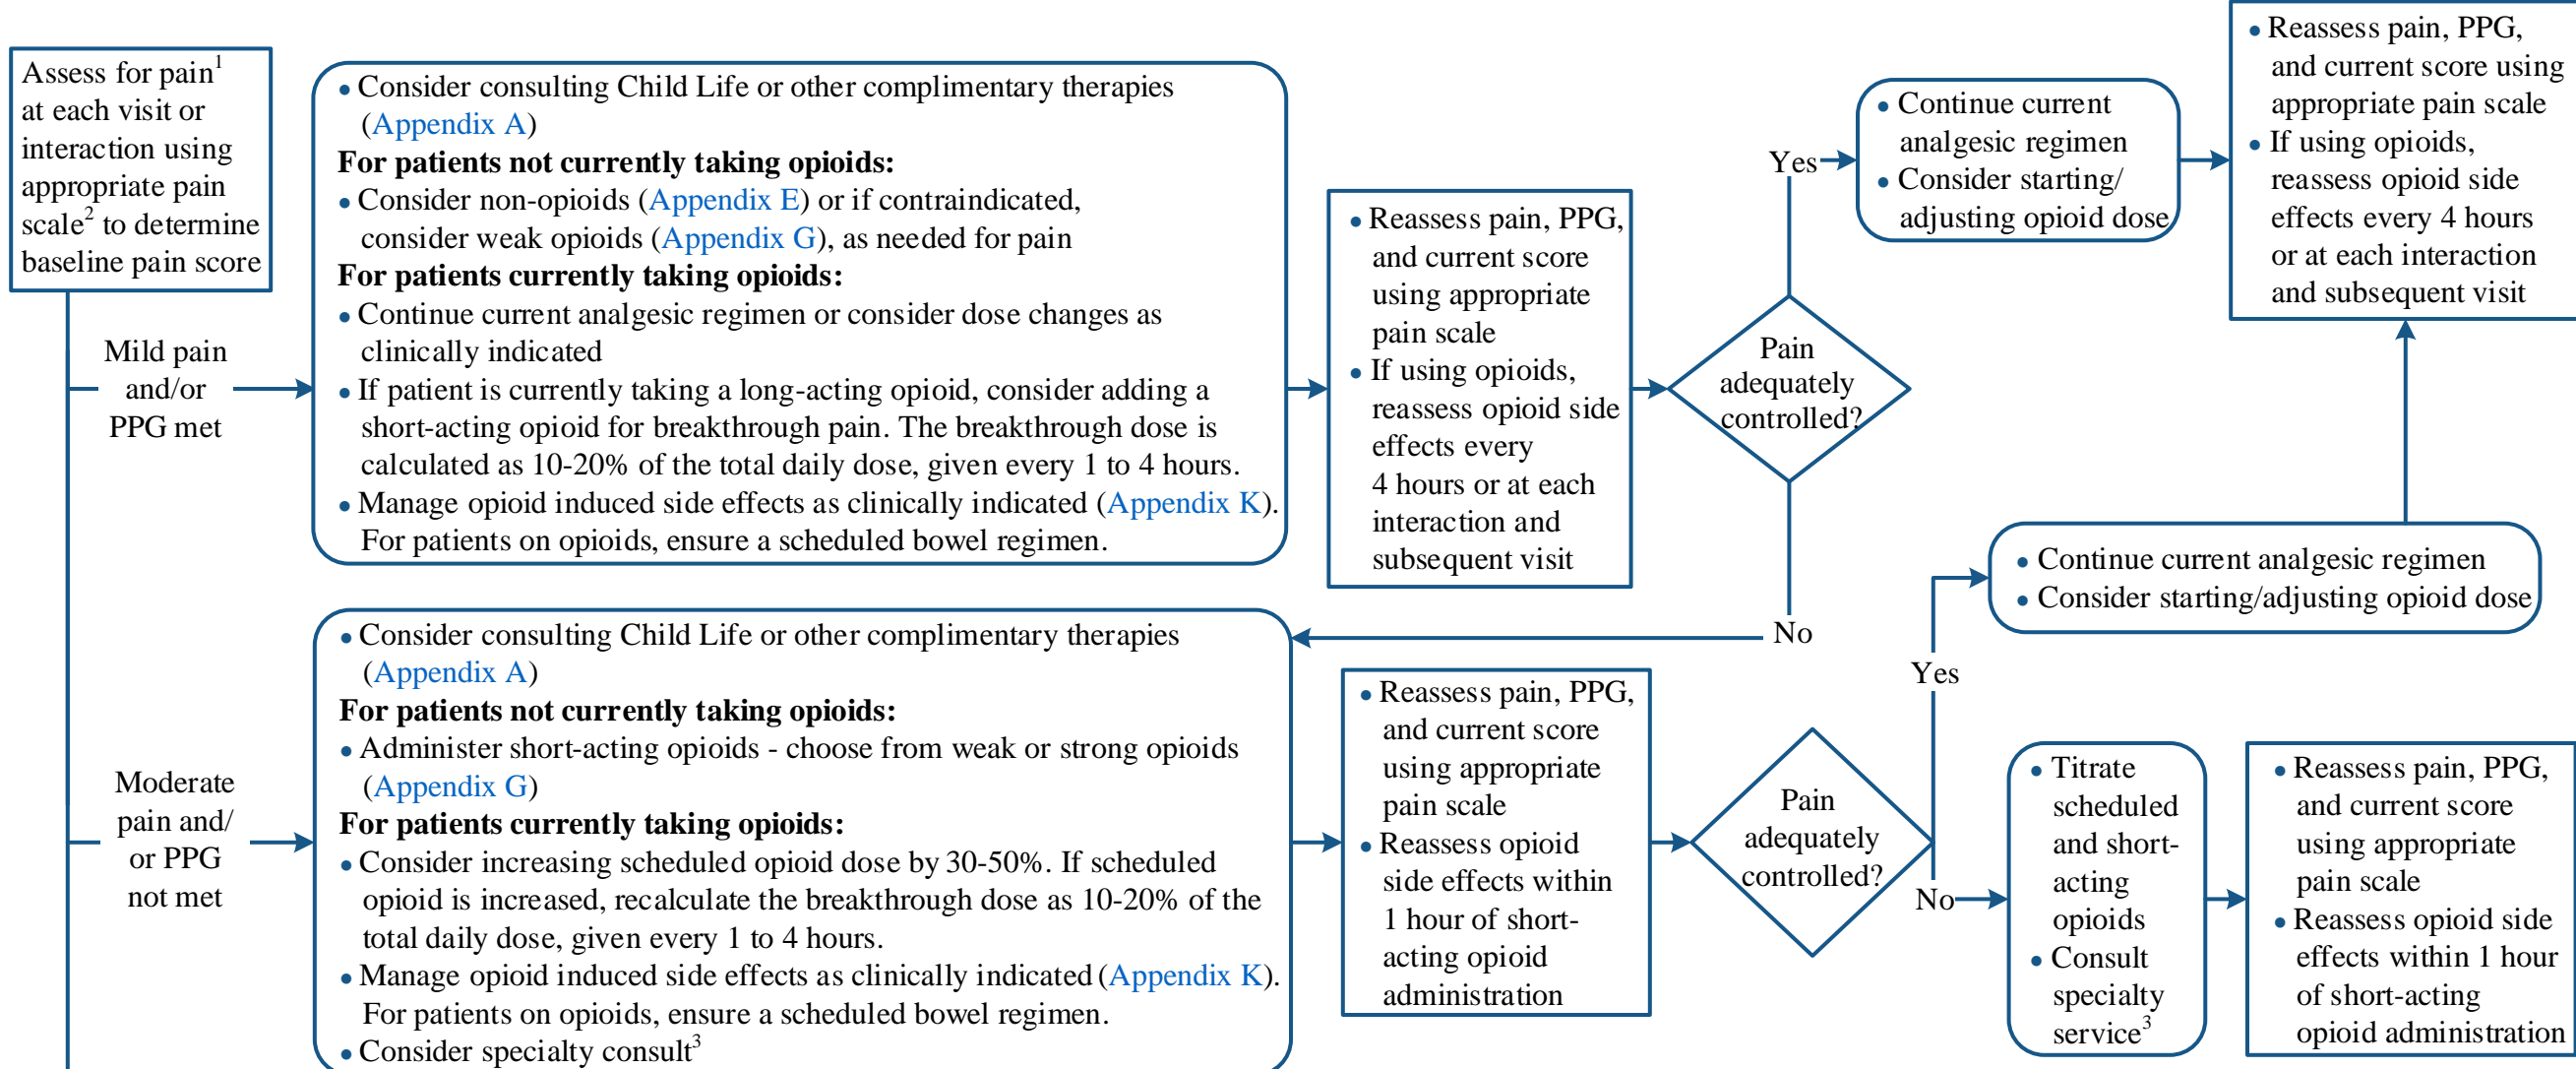 Assess for pain1
at each visit or
interaction using
appropriate pain
scale2 to determine
baseline pain score
Mild pain
and/or
PPG met
• Consider consulting Child Life or other complimentary therapies
(Appendix A)
For patients not currently taking opioids:
• Consider non-opioids (Appendix E) or if contraindicated,
consider weak opioids (Appendix G), as needed for pain
For patients currently taking opioids:
• Continue current analgesic regimen or consider dose changes as
clinically indicated
• If patient is currently taking a long-acting opioid, consider adding a
short-acting opioid for breakthrough pain. The breakthrough dose is
calculated as 10-20% of the total daily dose, given every 1 to 4 hours.
• Manage opioid induced side effects as clinically indicated (Appendix K).
For patients on opioids, ensure a scheduled bowel regimen.
• Reassess pain, PPG,
and current score
using appropriate
pain scale
• If using opioids,
reassess opioid side
effects every
4 hours or at each
interaction and
subsequent visit
Pain
adequately
controlled?
Yes
• Continue current
analgesic regimen
• Consider starting/
adjusting opioid dose
• Reassess pain, PPG,
and current score using
appropriate pain scale
• If using opioids,
reassess opioid side
effects every 4 hours
or at each interaction
and subsequent visit
No
Moderate
pain and/
or PPG
not met
• Consider consulting Child Life or other complimentary therapies
(Appendix A)
For patients not currently taking opioids:
• Administer short-acting opioids - choose from weak or strong opioids
(Appendix G)
For patients currently taking opioids:
• Consider increasing scheduled opioid dose by 30-50%. If scheduled
opioid is increased, recalculate the breakthrough dose as 10-20% of the
total daily dose, given every 1 to 4 hours.
• Manage opioid induced side effects as clinically indicated (Appendix K).
For patients on opioids, ensure a scheduled bowel regimen.
• Consider specialty consult3
• Reassess pain, PPG,
and current score
using appropriate
pain scale
• Reassess opioid
side effects within
1 hour of short-
acting opioid
administration
Pain
adequately
controlled?
Yes
• Continue current analgesic regimen
• Consider starting/adjusting opioid dose
No
• Titrate
scheduled
and short-
acting
opioids
• Consult
specialty
service3
• Reassess pain, PPG,
and current score
using appropriate
pain scale
• Reassess opioid side
effects within 1 hour
of short-acting
opioid administration